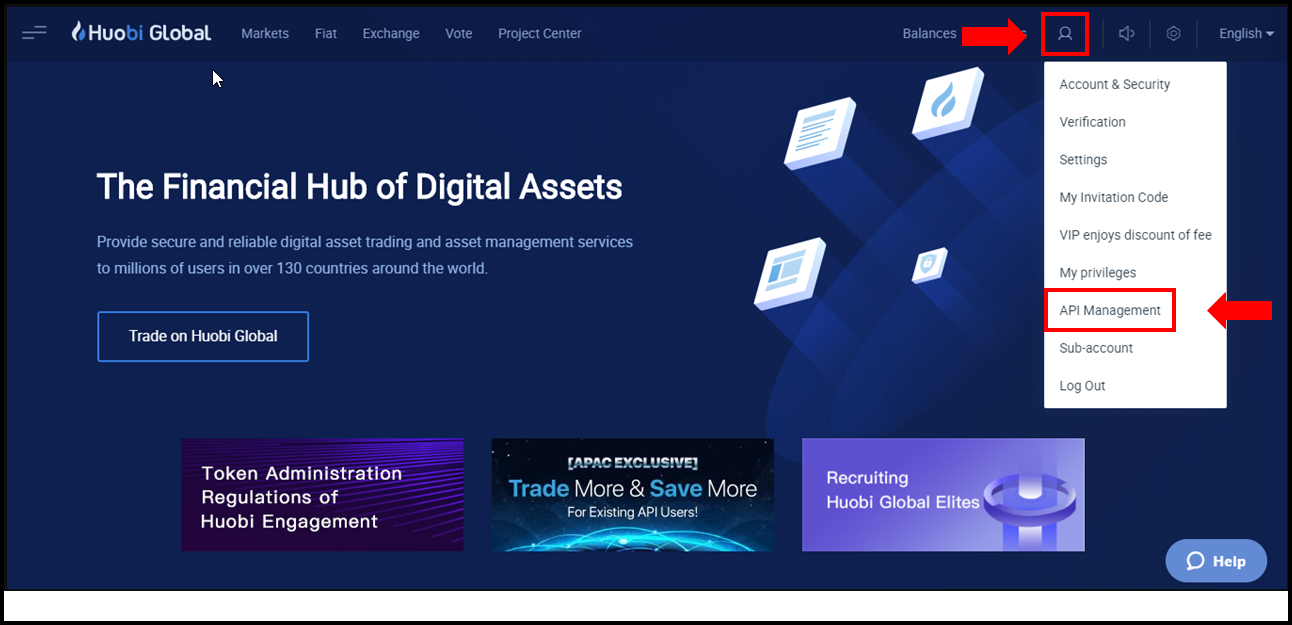 Huobi Global
Markets
Fiat
Exchange
Vote
Project Center
Balances
English
Account & Security
Verification
Settings
My Invitation Code
VIP enjoys discount of fee
My privileges
API Management
Sub-account
Log Out
The Financial Hub of Digital Assets
Provide secure and reliable digital asset trading and asset management services
to millions of users in over 130 countries around the world.
Trade on Huobi Global
Token Administration
Regulations of
Huobi Engagement
[APAC EXCLUSIVE]
Trade More & Save More
For Existing API Users!
Recruiting
Huobi Global Elites
Help